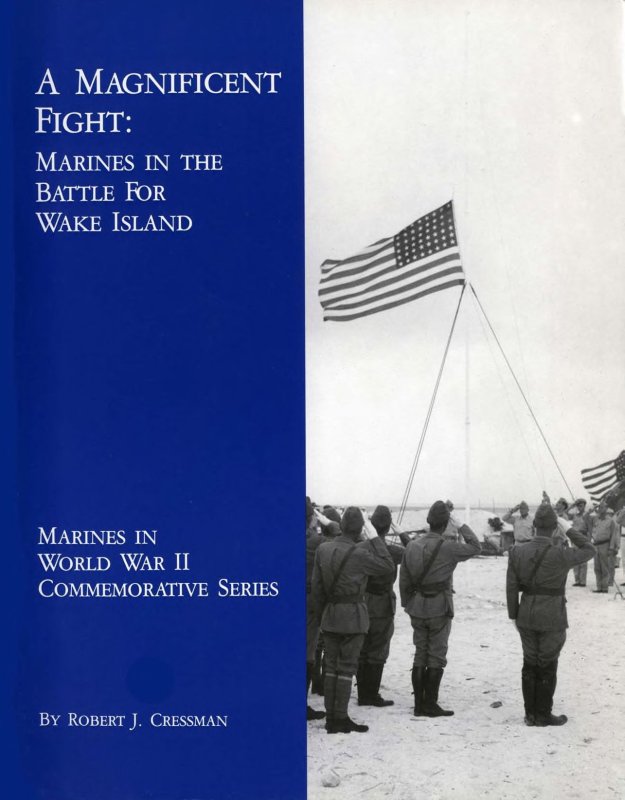 A Magnificent
Fight:
Marines in the
Battle For
Wake Island
Marines in
World War II
Commemorative Series
By Robert J. Cressman